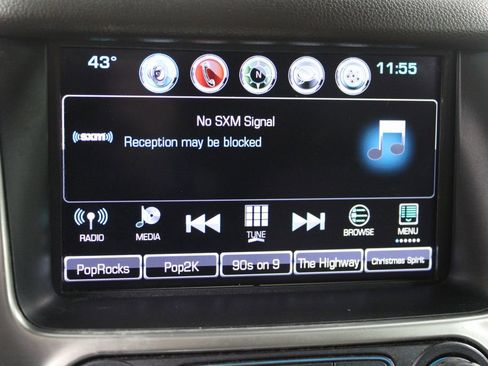 43°
11:55
N
No SXM Signal
((sxm))
Reception may be blocked
RADIO
MEDIA
TUNE
BROWSE
MENU
PopRocks
Pop2K
90s on 9
The Highway
Christmas Spirit